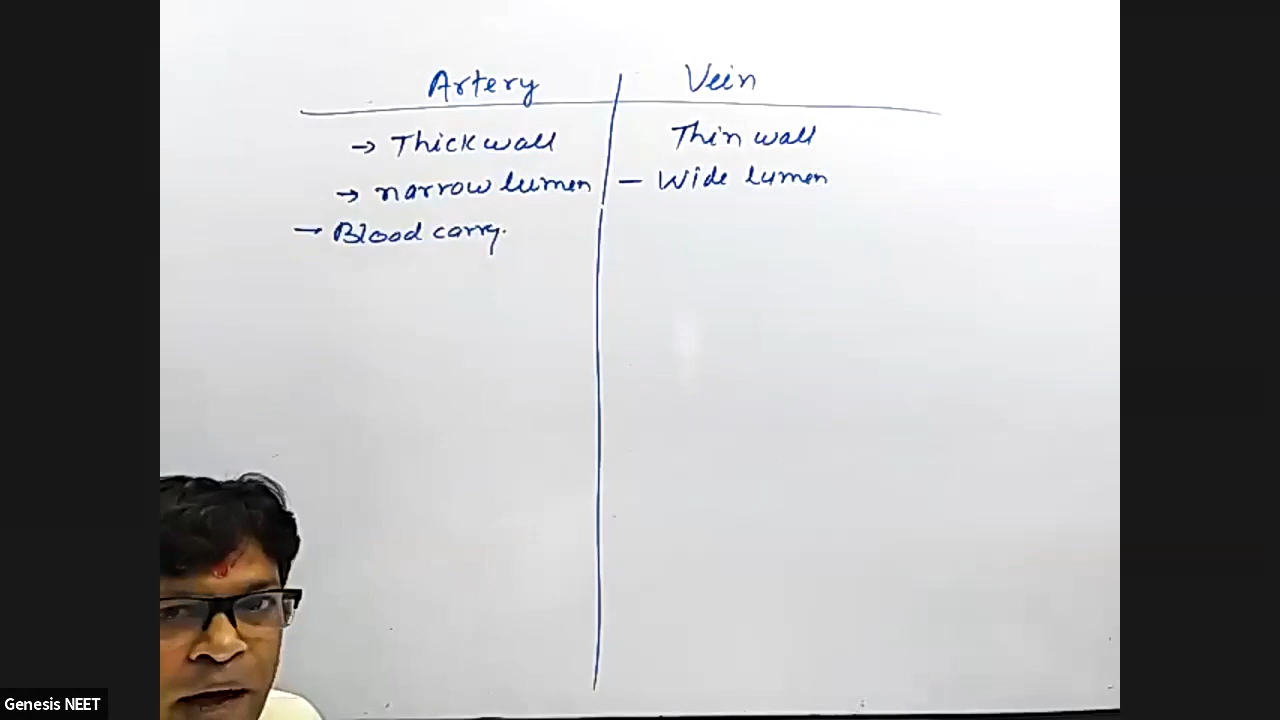 Artery Vein
→ Thick wall Thin wall
→ narrow lumen — Wide lumen
→ Blood carry.
Genesis NEET